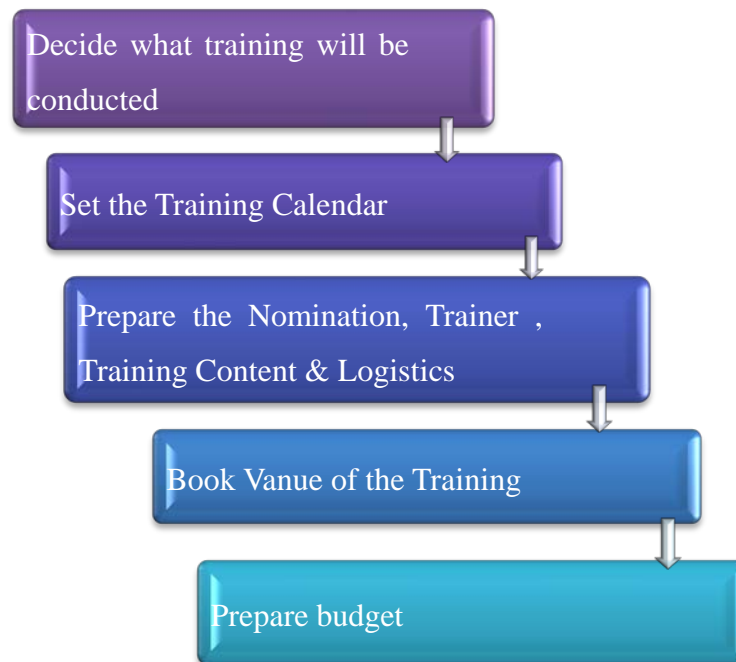 Decide what training will be
conducted
Set the Training Calendar
Prepare the Nomination, Trainer ,
Training Content & Logistics
Book Vanue of the Training
Prepare budget